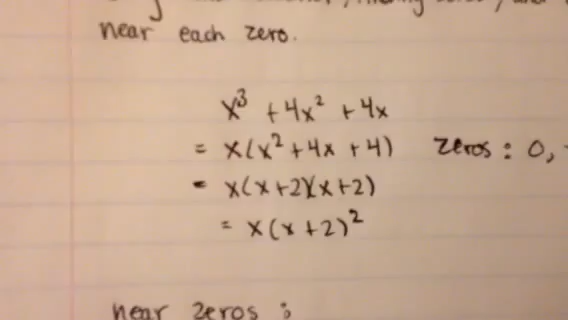 near each zero.
x³ + 4x² + 4x
= x(x² + 4x + 4) zeros : 0,
= x(x+2)(x+2)
= x(x+2)²
near zeros :